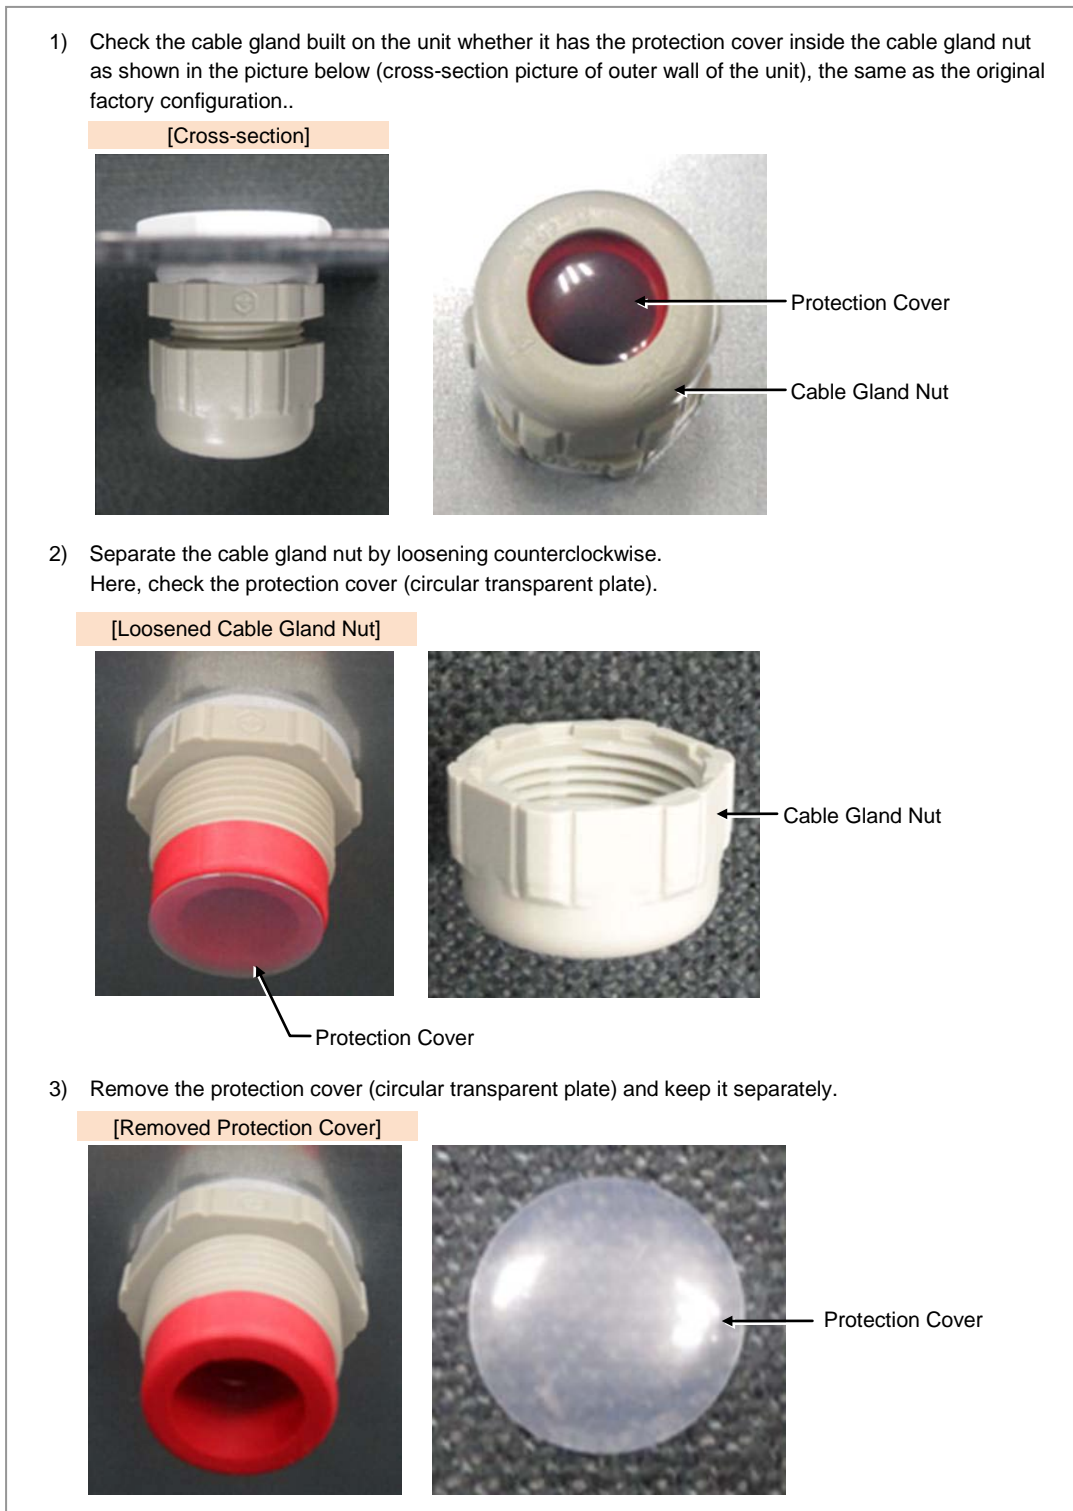 1) Check the cable gland built on the unit whether it has the protection cover inside the cable gland nut
as shown in the picture below (cross-section picture of outer wall of the unit), the same as the original
factory configuration..
[Cross-section]
Protection Cover
Cable Gland Nut
2) Separate the cable gland nut by loosening counterclockwise.
Here, check the protection cover (circular transparent plate).
[Loosened Cable Gland Nut]
Cable Gland Nut
Protection Cover
3) Remove the protection cover (circular transparent plate) and keep it separately.
[Removed Protection Cover]
Protection Cover